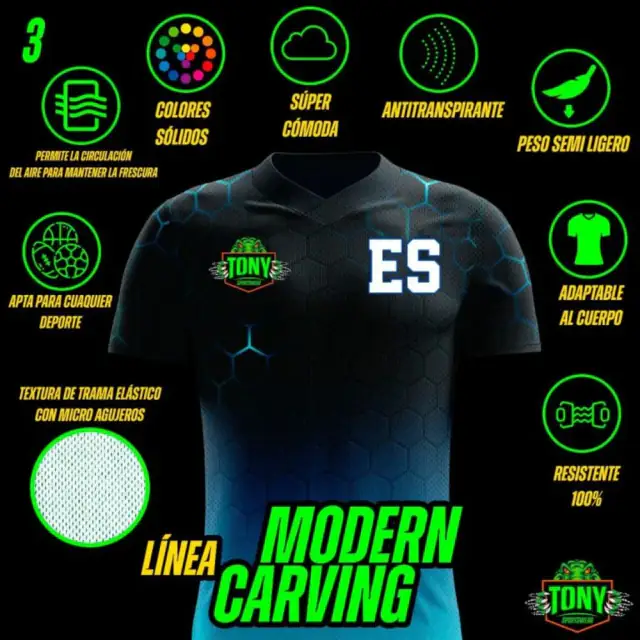 3
COLORES
SÓLIDOS
SÚPER
CÓMODA
ANTITRANSPIRANTE
PESO SEMI LIGERO
PERMITE LA CIRCULACIÓN
DEL AIRE PARA MANTENER LA FRESCURA
TONY
SPORTSWEAR
ES
APTA PARA CUAQUIER
DEPORTE
ADAPTABLE
AL CUERPO
TEXTURA DE TRAMA ELÁSTICO
CON MICRO AGUJEROS
RESISTENTE
100%
LÍNEA
MODERN
CARVING
TONY
SPORTSWEAR